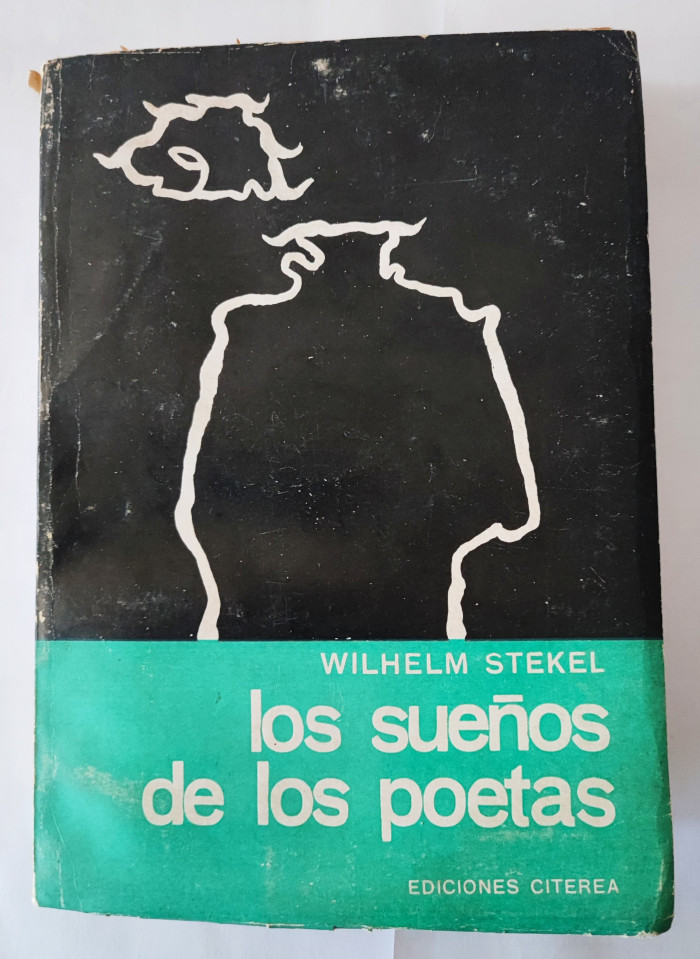 WILHELM STEKEL
los sueños
de los poetas
EDICIONES CITEREA